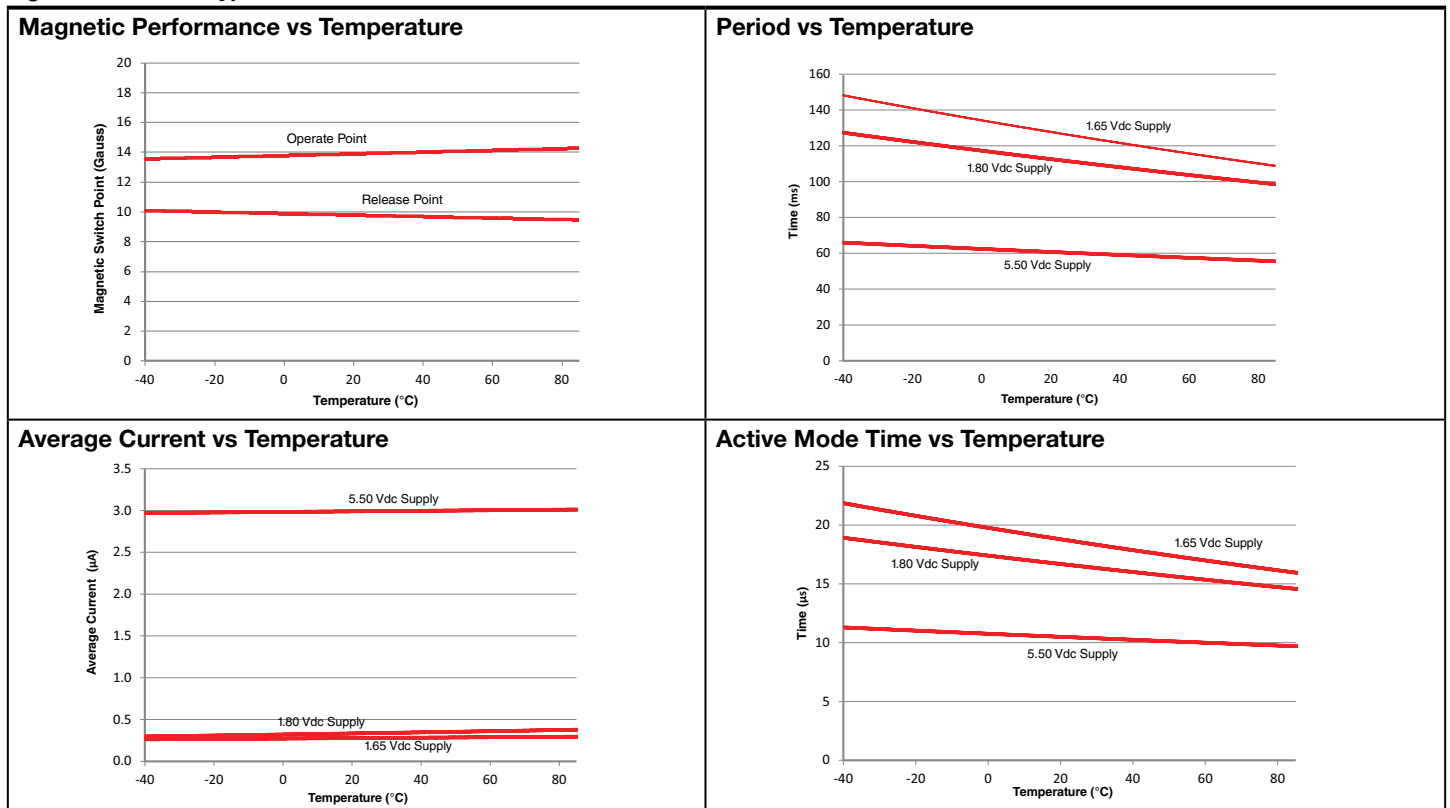 Magnetic Performance vs Temperature
20
18
16
14
12
10
8
6
4
2
0
Magnetic Switch Point (Gauss)
Operate Point
Release Point
-40 -20 0 20 40 60 80
Temperature (°C)
Period vs Temperature
160
140
120
100
80
60
40
20
0
Time (ms)
1.65 Vdc Supply
1.80 Vdc Supply
5.50 Vdc Supply
-40 -20 0 20 40 60 80
Temperature (°C)
Average Current vs Temperature
3.5
3.0
2.5
2.0
1.5
1.0
0.5
0.0
Average Current (µA)
5.50 Vdc Supply
1.80 Vdc Supply
1.65 Vdc Supply
-40 -20 0 20 40 60 80
Temperature (°C)
Active Mode Time vs Temperature
25
20
15
10
5
0
Time (µs)
1.65 Vdc Supply
1.80 Vdc Supply
5.50 Vdc Supply
-40 -20 0 20 40 60 80
Temperature (°C)